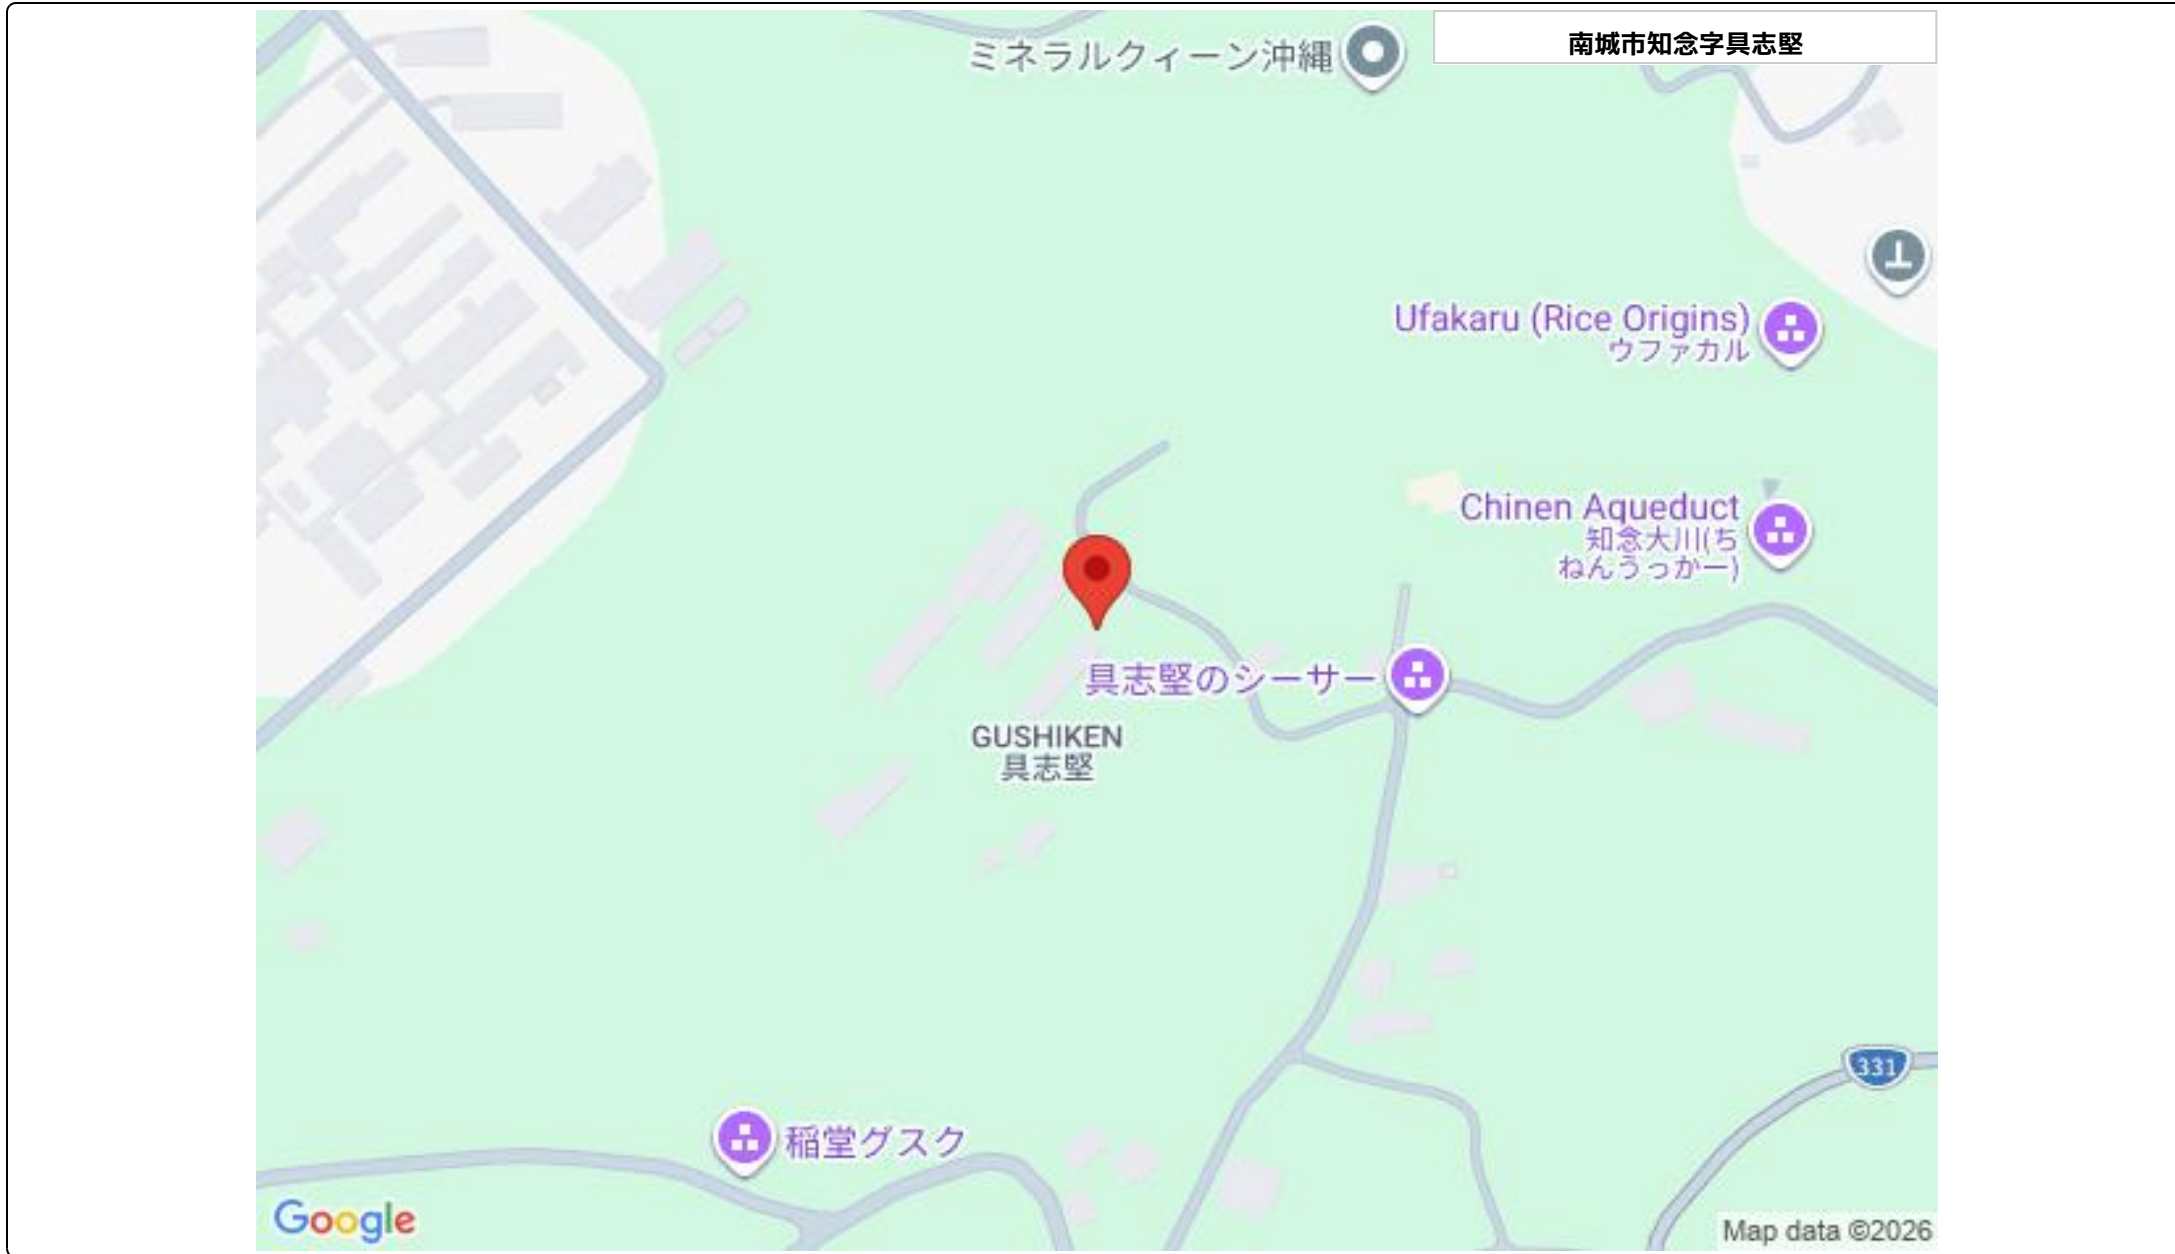 ミネラルクィーン沖縄
南城市知念字具志堅
Ufakaru (Rice Origins)
ウファカル
Chinen Aqueduct
知念大川(ち
ねんうっかー)
具志堅のシーサー
GUSHIKEN
具志堅
331
稲堂グスク
Google
Map data ©2026